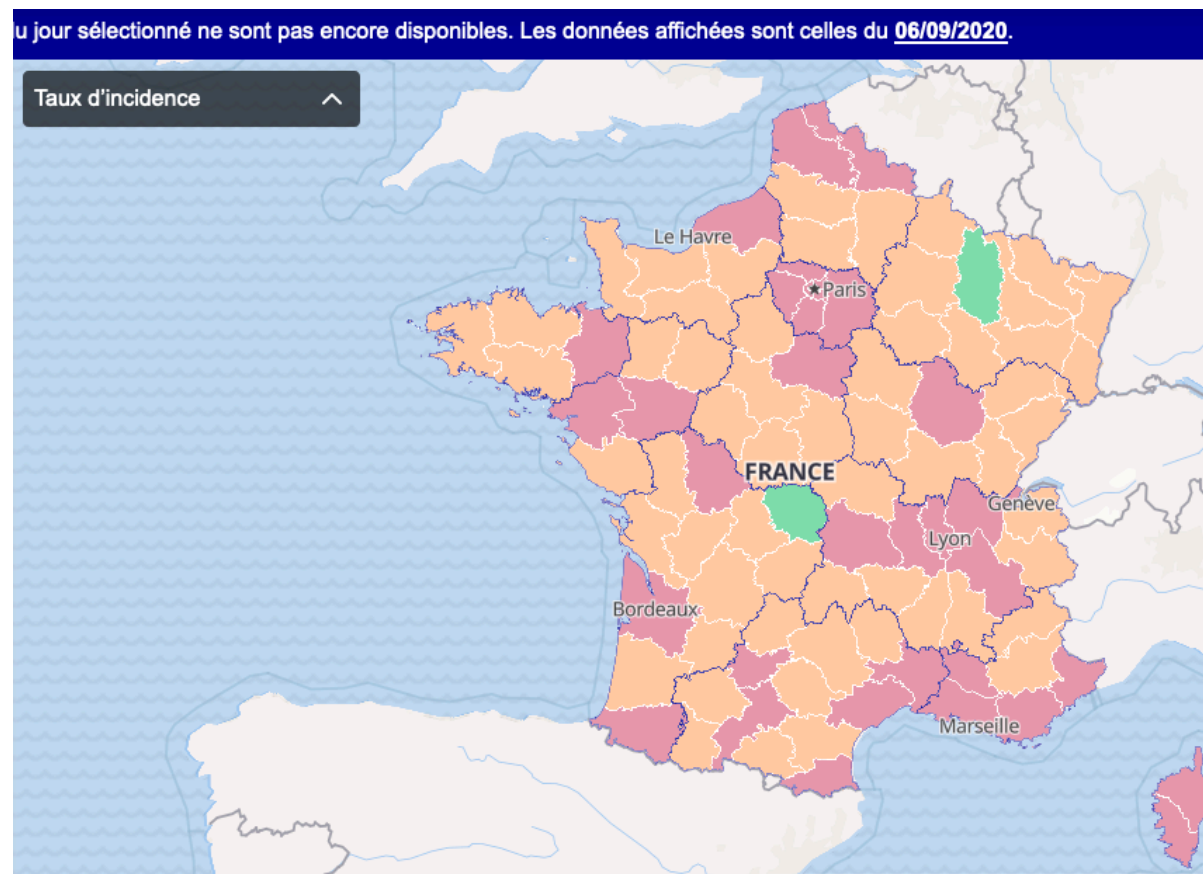 u jour sélectionné ne sont pas encore disponibles. Les données affichées sont celles du 06/09/2020.
Taux d'incidence
Le Havre
Paris
FRANCE
Genève
Lyon
Bordeaux
Marseille